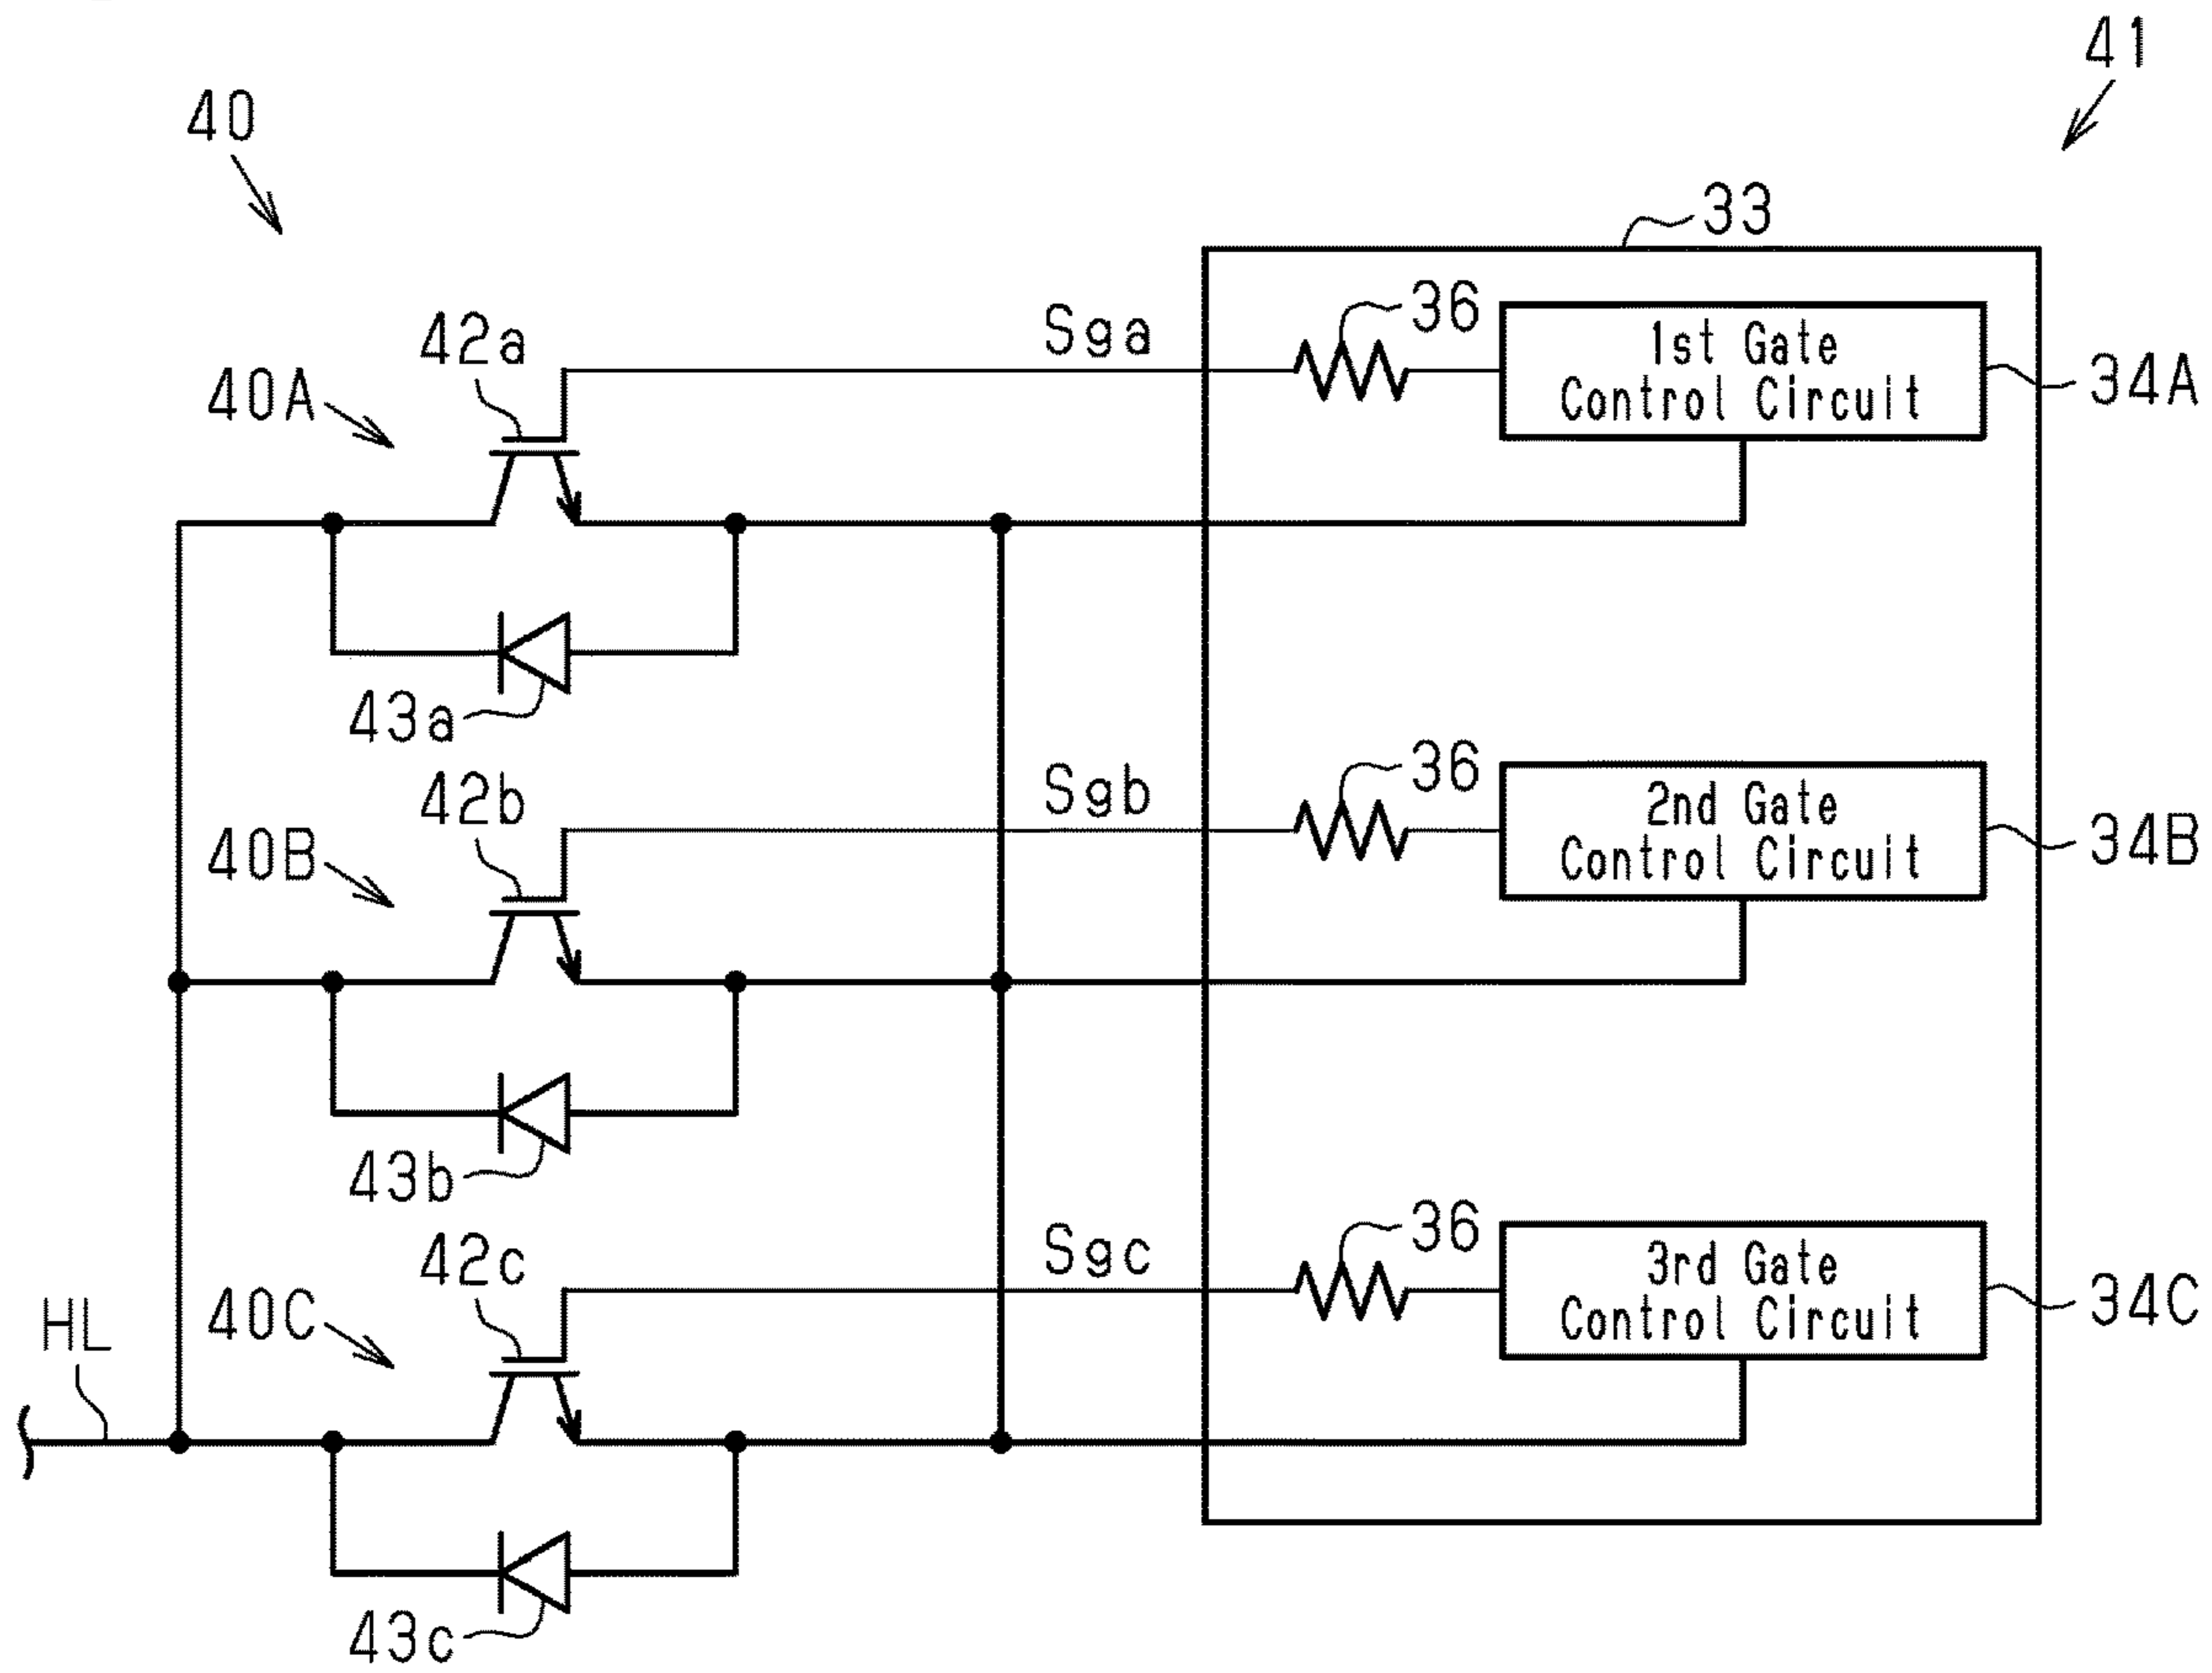 41
40
33
36
Sga
1st Gate
Control Circuit
34A
42a
40A
43a
36
Sgb
2nd Gate
Control Circuit
34B
42b
40B
43b
36
Sgc
3rd Gate
Control Circuit
34C
42c
40C
HL
43c